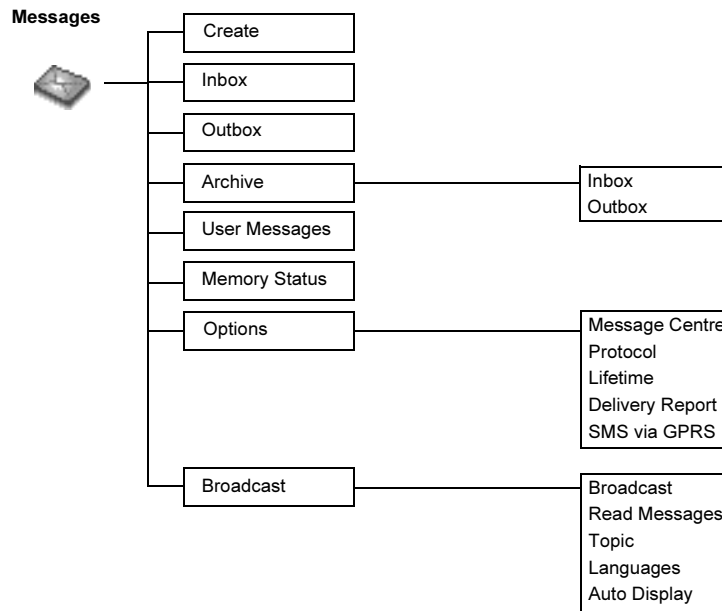 Messages
Create
Inbox
Outbox
Archive
Inbox
Outbox
User Messages
Memory Status
Options
Message Centre
Protocol
Lifetime
Delivery Report
SMS via GPRS
Broadcast
Broadcast
Read Messages
Topic
Languages
Auto Display